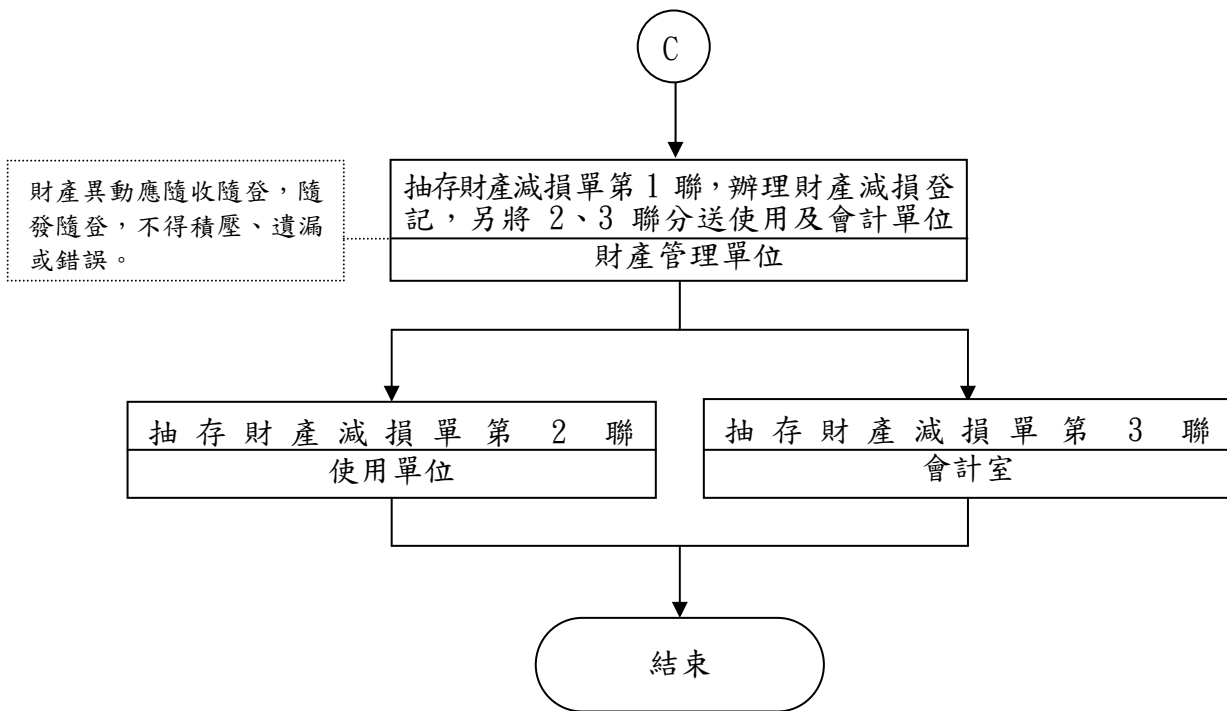 C
財產異動應隨收隨登，隨
發隨登，不得積壓、遺漏
或錯誤。
抽存財產減損單第 1 聯，辦理財產減損登
記，另將 2、3 聯分送使用及會計單位
財產管理單位
抽存財產減損單第 2 聯
使用單位
抽存財產減損單第 3 聯
會計室
結束